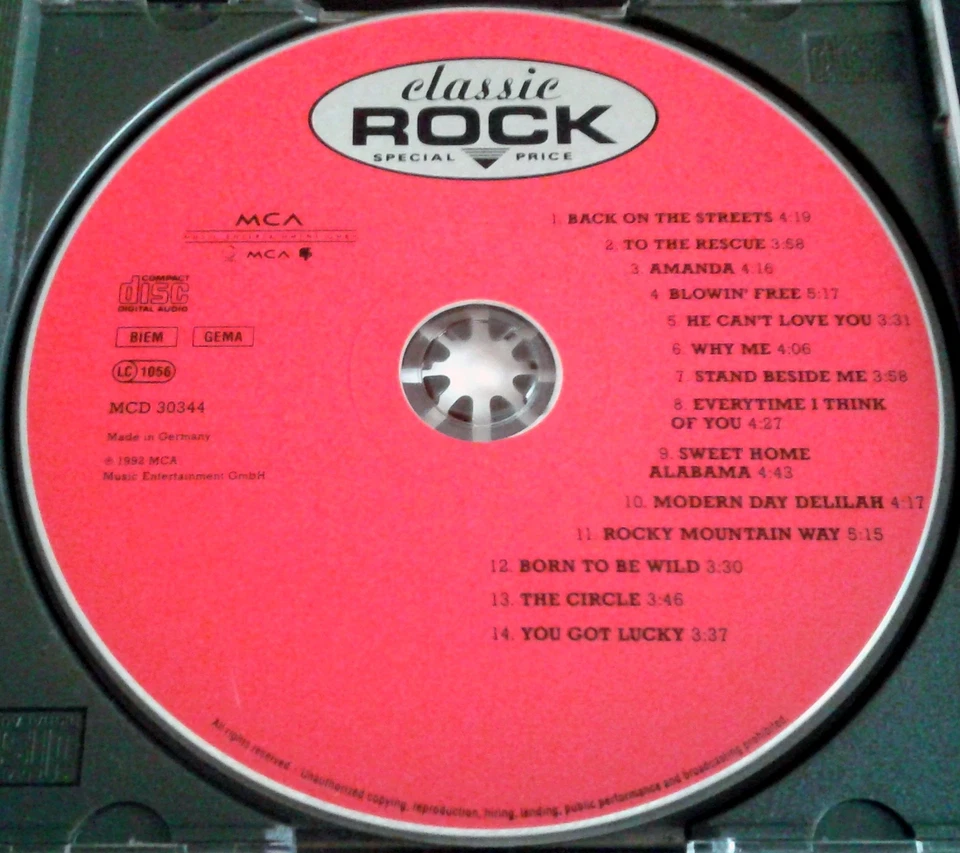 classic
ROCK
SPECIAL PRICE
MCA
MCA
COMPACT
disc
DIGITAL AUDIO
BIEM GEMA
LC 1056
MCD 30344
Made in Germany
℗ 1992 MCA
Music Entertainment GmbH
1. BACK ON THE STREETS 4:19
2. TO THE RESCUE 3:58
3. AMANDA 4:16
4. BLOWIN' FREE 5:17
5. HE CAN'T LOVE YOU 3:31
6. WHY ME 4:06
7. STAND BESIDE ME 3:58
8. EVERYTIME I THINK
OF YOU 4:27
9. SWEET HOME
ALABAMA 4:43
10. MODERN DAY DELILAH 4:17
11. ROCKY MOUNTAIN WAY 5:15
12. BORN TO BE WILD 3:30
13. THE CIRCLE 3:46
14. YOU GOT LUCKY 3:37
All rights reserved. Unauthorized copying, reproduction, hiring, lending, public performance and broadcasting prohibited.